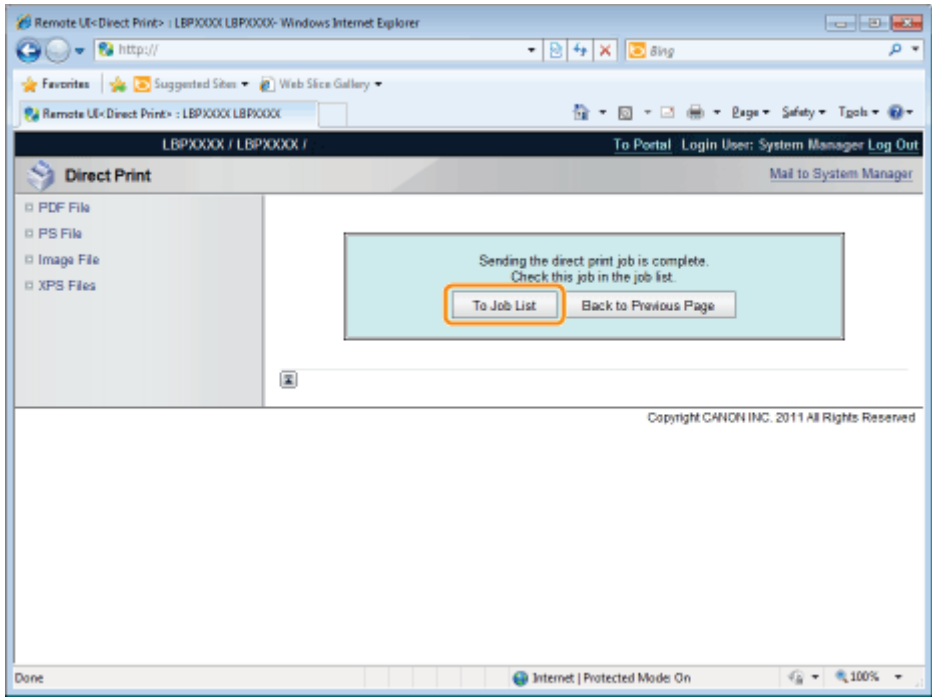 Remote UI<Direct Print> : LBPXXXX LBPXXXX- Windows Internet Explorer
http://
Bing
Favorites Suggested Sites Web Slice Gallery
Remote UI<Direct Print> : LBPXXXX LBPXXXX
Page Safety Tools
LBPXXXX / LBPXXXX /
To Portal Login User: System Manager Log Out
Direct Print
Mail to System Manager
PDF File
PS File
Image File
XPS Files
Sending the direct print job is complete.
Check this job in the job list.
To Job List Back to Previous Page
Copyright CANON INC. 2011 All Rights Reserved
Done Internet | Protected Mode: On 100%